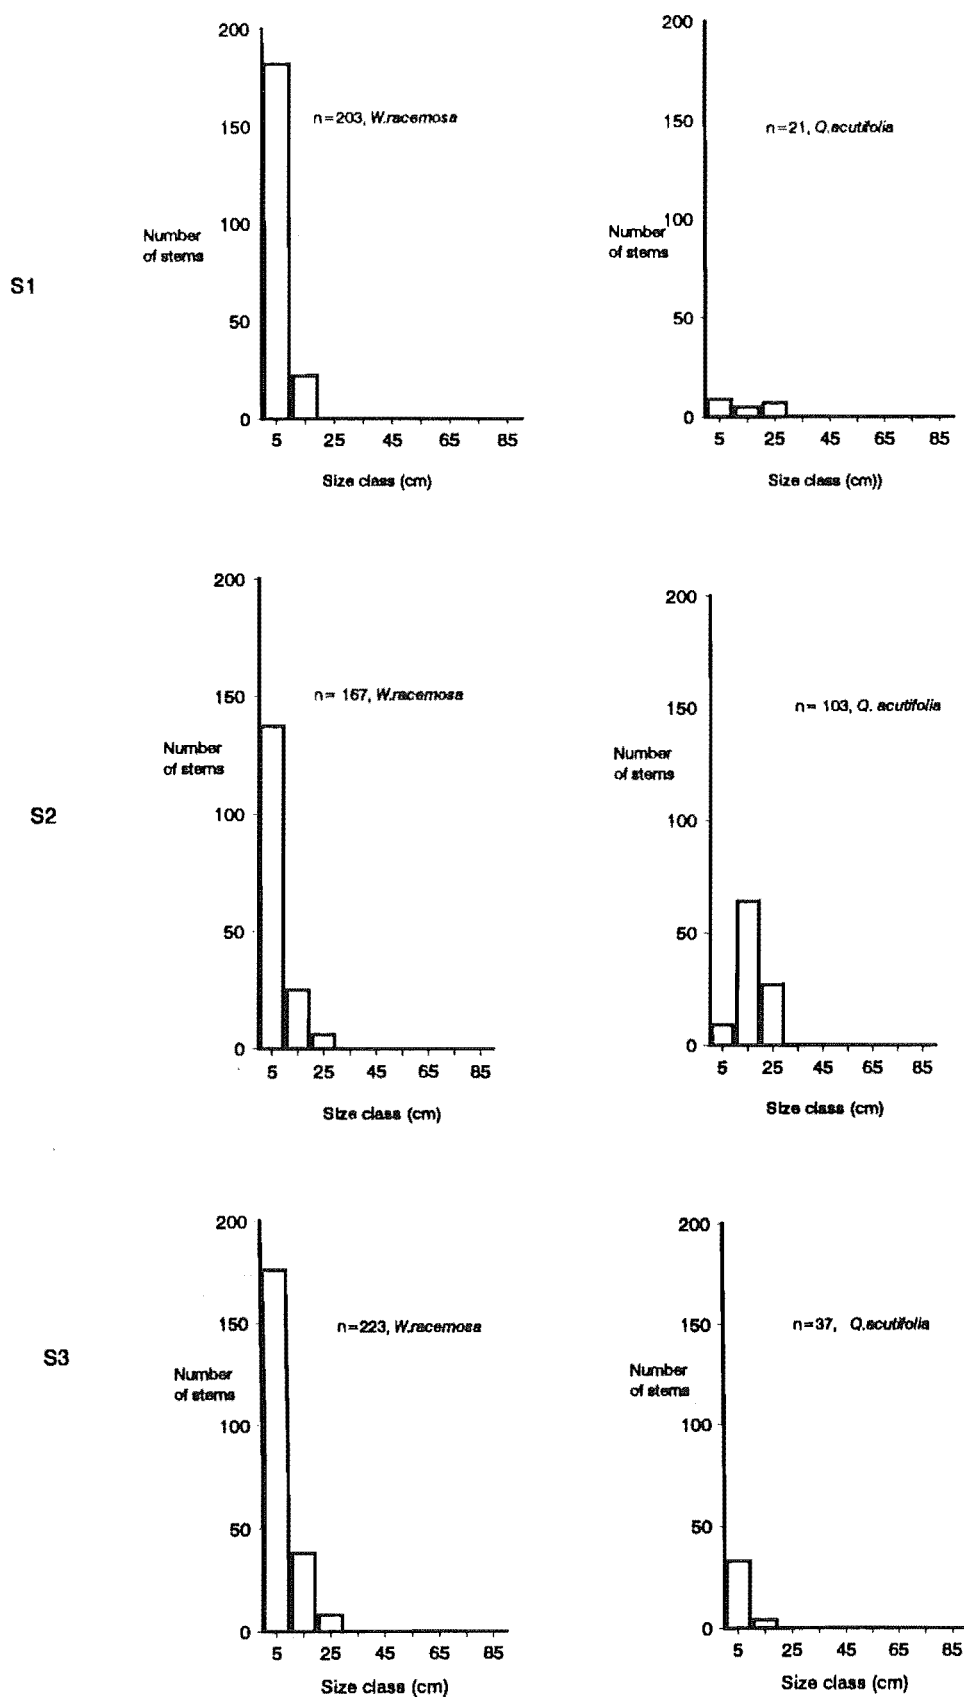 200
150
100
50
0
Number
of stems
n=203, W.racemosa
5 25 45 65 85
Size class (cm)
S1
200
150
100
50
0
Number
of stems
n=21, Q.acutifolia
5 25 45 65 85
Size class (cm))
200
150
100
50
0
Number
of stems
n= 167, W.racemosa
5 25 45 65 85
Size class (cm)
S2
200
150
100
50
0
Number
of stems
n= 103, Q. acutifolia
5 25 45 65 85
Size class (cm)
200
150
100
50
0
Number
of stems
n=223, W.racemosa
5 25 45 65 85
Size class (cm)
S3
200
150
100
50
0
Number
of stems
n=37, Q.acutifolia
5 25 45 65 85
Size class (cm)